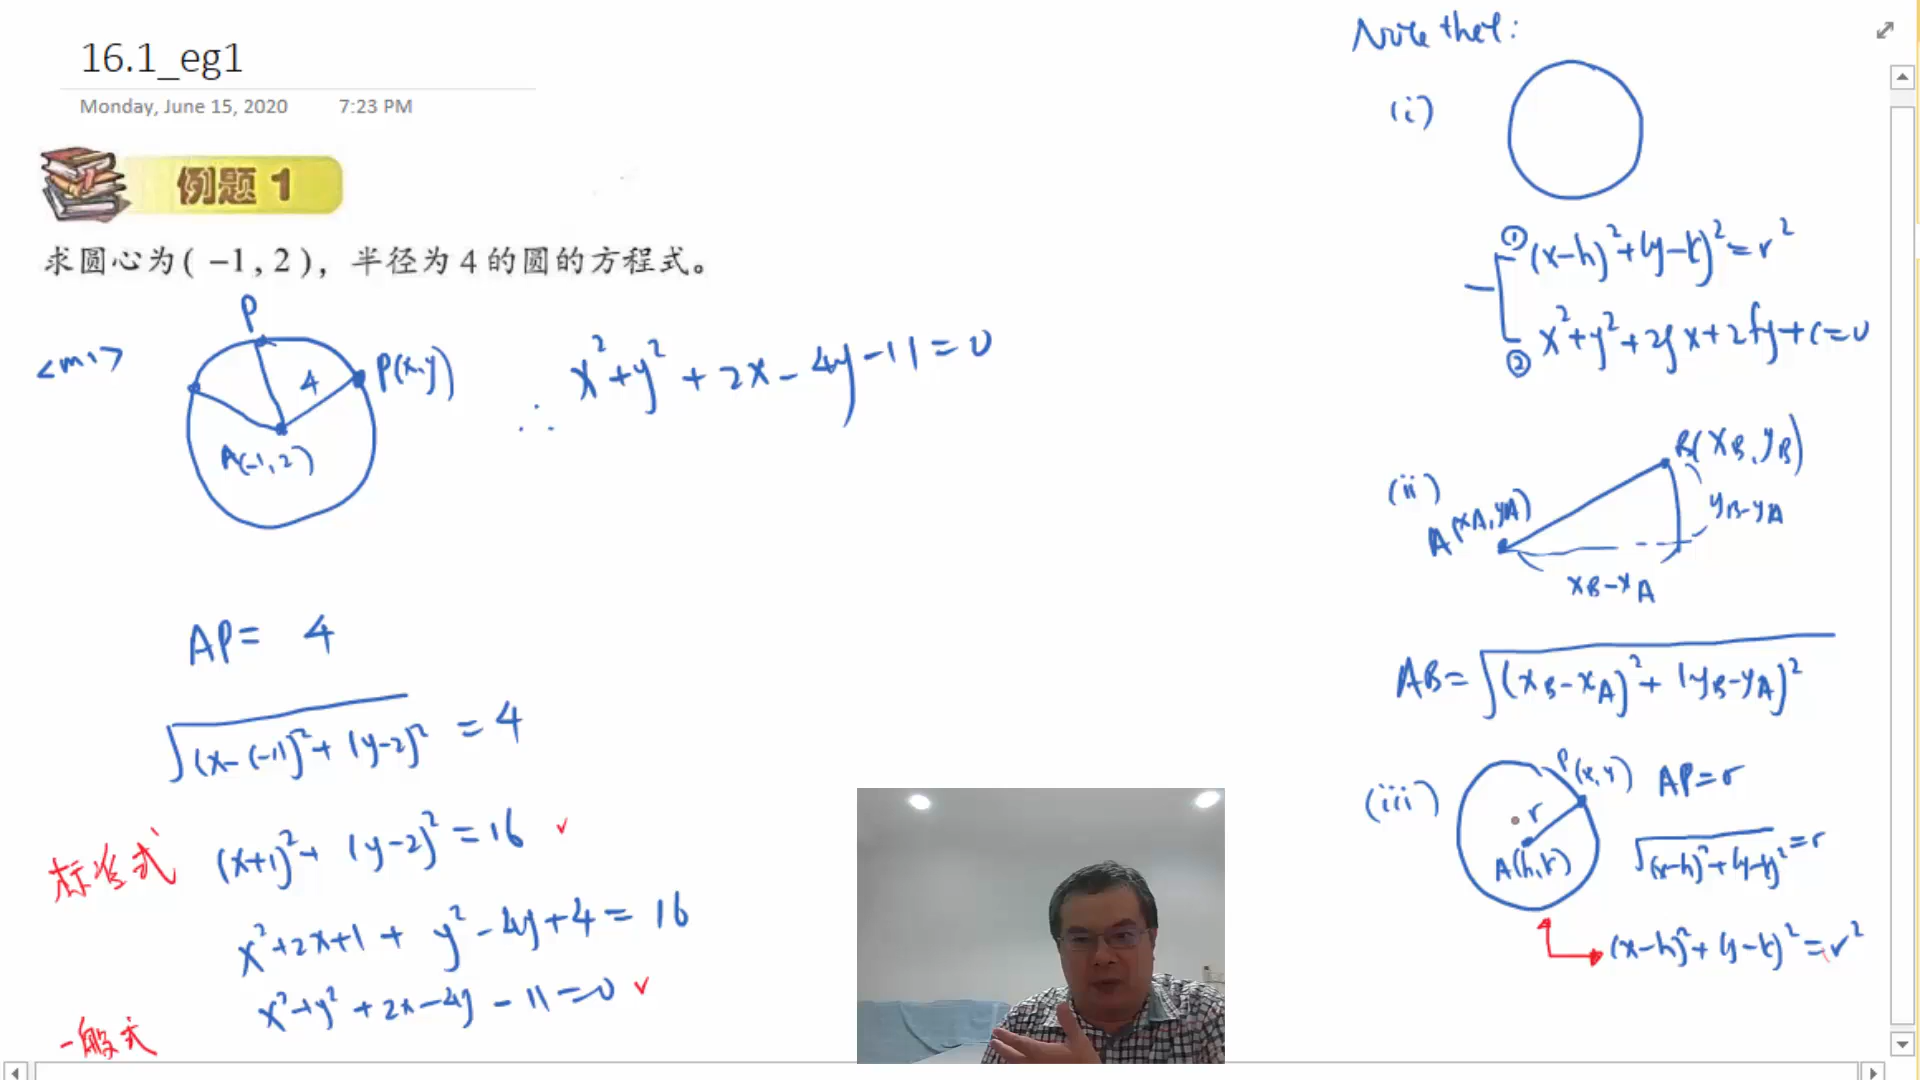 16.1_eg1
Monday, June 15, 2020 7:23 PM
例题 1
求圆心为(−1,2), 半径为4的圆的方程式。
<m1>
P
4
P(x,y)
A(-1,2)
∴ x²+y²+2x-4y-11=0
AP= 4
√((x-(-1))²+(y-2)²) = 4
标准式 (x+1)²+(y-2)²=16 ✓
x²+2x+1+y²-4y+4=16
x²+y²+2x-4y-11=0 ✓
一般式
Note that:
(i)
① (x-h)²+(y-k)²=r²
② x²+y²+2gx+2fy+c=0
(ii)
B(xB,yB)
A(xA,yA)
yB-yA
xB-xA
AB=√((xB-xA)²+(yB-yA)²)
(iii)
P(x,y) AP=r
r
A(h,k)
√((x-h)²+(y-k)²)=r
(x-h)²+(y-k)²=r²